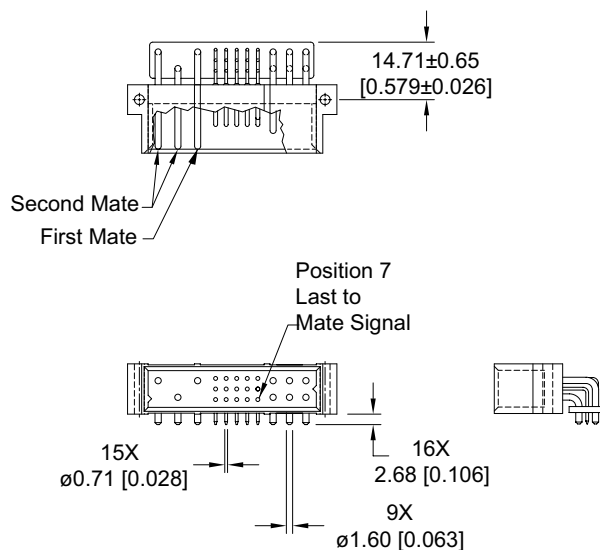 14.71±0.65
[0.579±0.026]
Second Mate
First Mate
Position 7
Last to
Mate Signal
15X
ø0.71 [0.028]
16X
2.68 [0.106]
9X
ø1.60 [0.063]